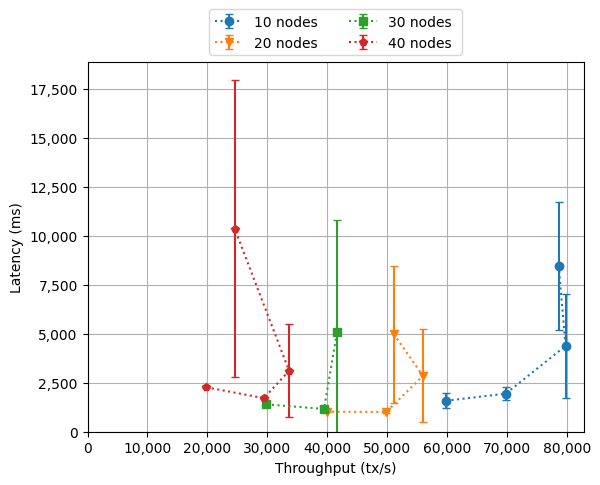 10 nodes 30 nodes
20 nodes 40 nodes
17,500
15,000
12,500
10,000
7,500
5,000
2,500
0
Latency (ms)
0 10,000 20,000 30,000 40,000 50,000 60,000 70,000 80,000
Throughput (tx/s)